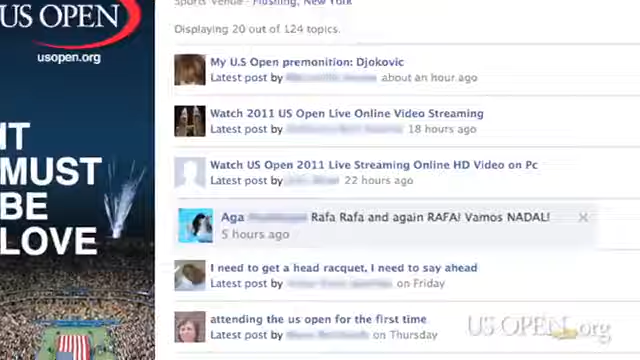 US OPEN
usopen.org
IT
MUST
BE
LOVE
Sports Venue · Flushing, New York
Displaying 20 out of 124 topics.
My U.S Open premonition: Djokovic
Latest post by about an hour ago
Watch 2011 US Open Live Online Video Streaming
Latest post by 18 hours ago
Watch US Open 2011 Live Streaming Online HD Video on Pc
Latest post by 22 hours ago
Aga Rafa Rafa and again RAFA! Vamos NADAL!
5 hours ago
I need to get a head racquet, I need to say ahead
Latest post by on Friday
attending the us open for the first time
Latest post by on Thursday
US OPEN.org